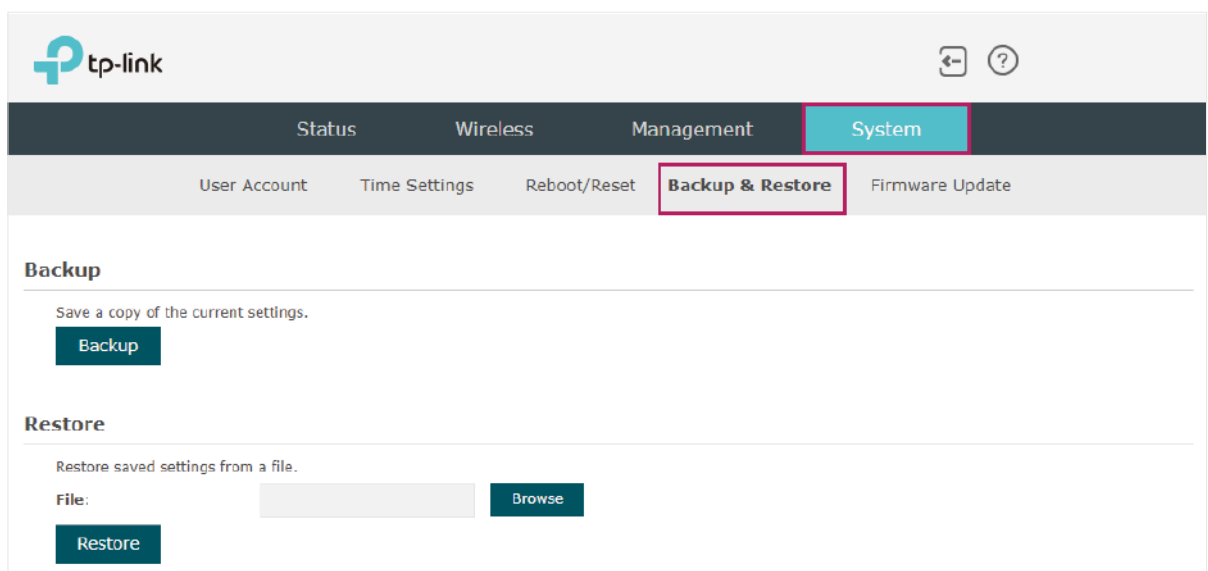 tp-link
Status Wireless Management System
User Account Time Settings Reboot/Reset Backup & Restore Firmware Update
Backup
Save a copy of the current settings.
Backup
Restore
Restore saved settings from a file.
File: Browse
Restore